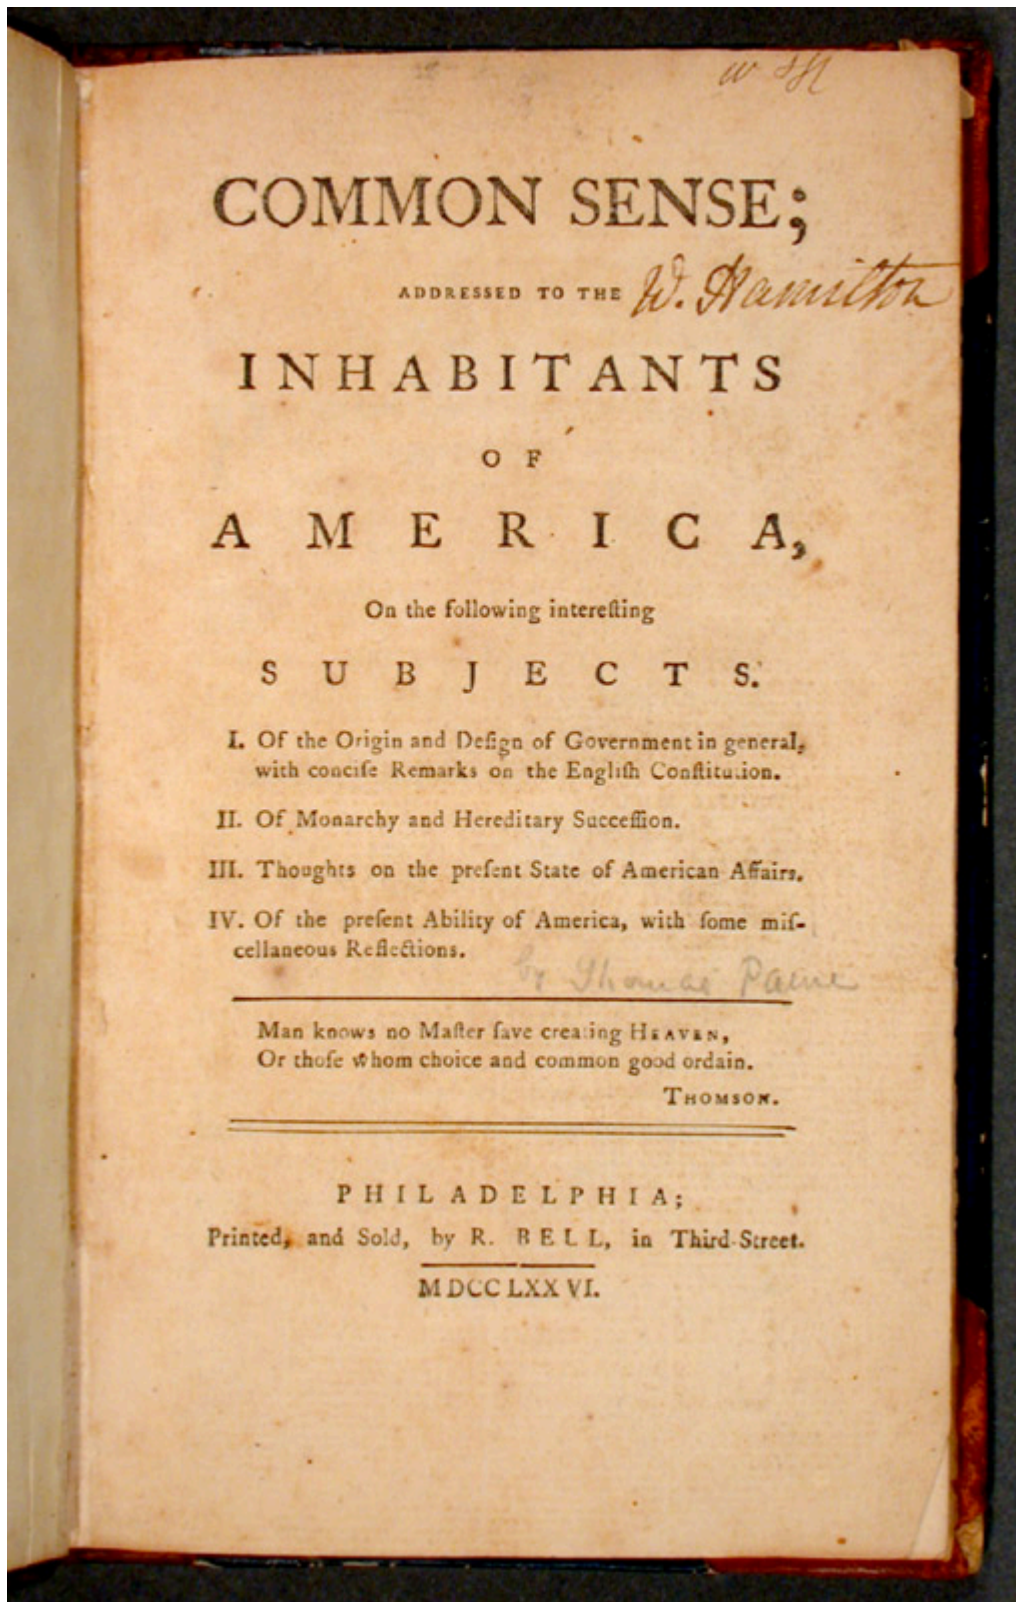 COMMON SENSE;
ADDRESSED TO THE W. Hamilton
INHABITANTS
OF
AMERICA,
On the following intereſting
SUBJECTS.
I. Of the Origin and Deſign of Government in general,
with conciſe Remarks on the Engliſh Conſtitution.
II. Of Monarchy and Hereditary Succeſſion.
III. Thoughts on the preſent State of American Affairs.
IV. Of the preſent Ability of America, with ſome miſ-
cellaneous Reflections.
by Thomas Paine
Man knows no Maſter ſave creating HEAVEN,
Or thoſe whom choice and common good ordain.
THOMSON.
PHILADELPHIA;
Printed, and Sold, by R. BELL, in Third-Street.
MDCCLXXVI.